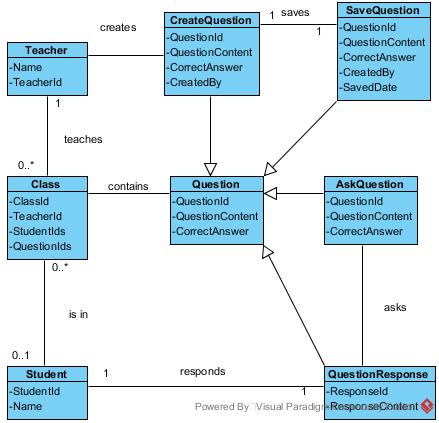 creates
CreateQuestion
-QuestionId
-QuestionContent
-CorrectAnswer
-CreatedBy
1
saves
1
SaveQuestion
-QuestionId
-QuestionContent
-CorrectAnswer
-CreatedBy
-SavedDate
Teacher
-Name
-TeacherId
1
teaches
0..*
Class
-ClassId
-TeacherId
-StudentIds
-QuestionIds
contains
Question
-QuestionId
-QuestionContent
-CorrectAnswer
AskQuestion
-QuestionId
-QuestionContent
-CorrectAnswer
0..*
is in
asks
0..1
Student
-StudentId
-Name
1
responds
1
QuestionResponse
-ResponseId
-ResponseContent
Powered By Visual Paradigm